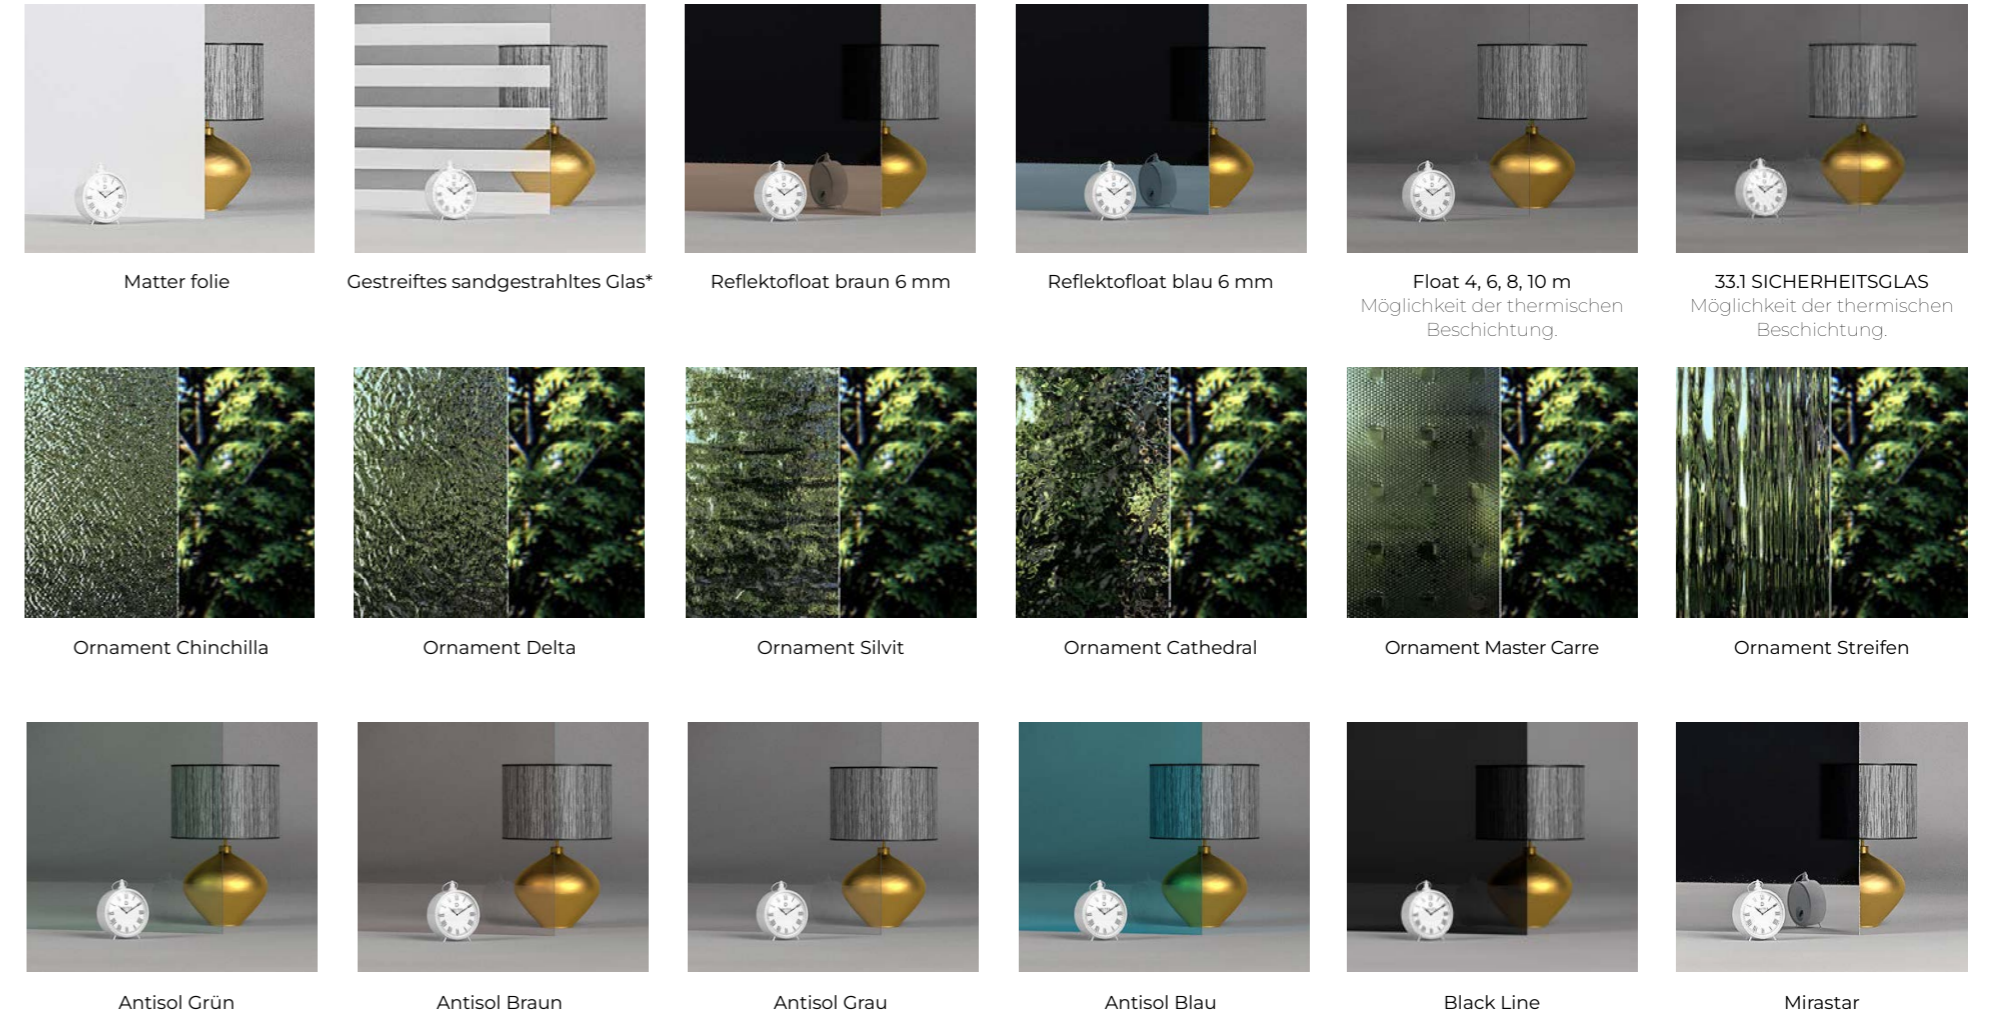 Matter folie
Gestreiftes sandgestrahltes Glas*
Reflektofloat braun 6 mm
Reflektofloat blau 6 mm
Float 4, 6, 8, 10 m
Möglichkeit der thermischen
Beschichtung.
33.1 SICHERHEITSGLAS
Möglichkeit der thermischen
Beschichtung.
Ornament Chinchilla
Ornament Delta
Ornament Silvit
Ornament Cathedral
Ornament Master Carre
Ornament Streifen
Antisol Grün
Antisol Braun
Antisol Grau
Antisol Blau
Black Line
Mirastar